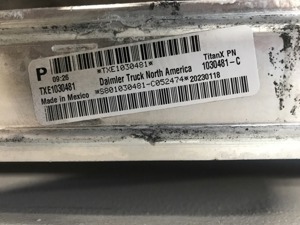 P
09:26
*TXE1030481*
TitanX PN
TXE1030481
Daimler Truck North America
1030481-C
Made in Mexico
*S801030481-C052474*20230118